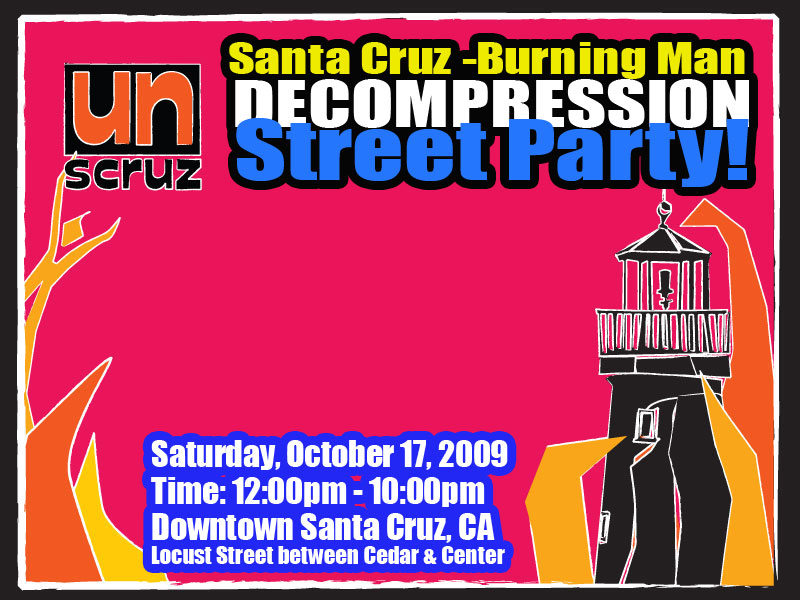 un
scruz
Santa Cruz -Burning Man
DECOMPRESSION
Street Party!
Saturday, October 17, 2009
Time: 12:00pm - 10:00pm
Downtown Santa Cruz, CA
Locust Street between Cedar & Center